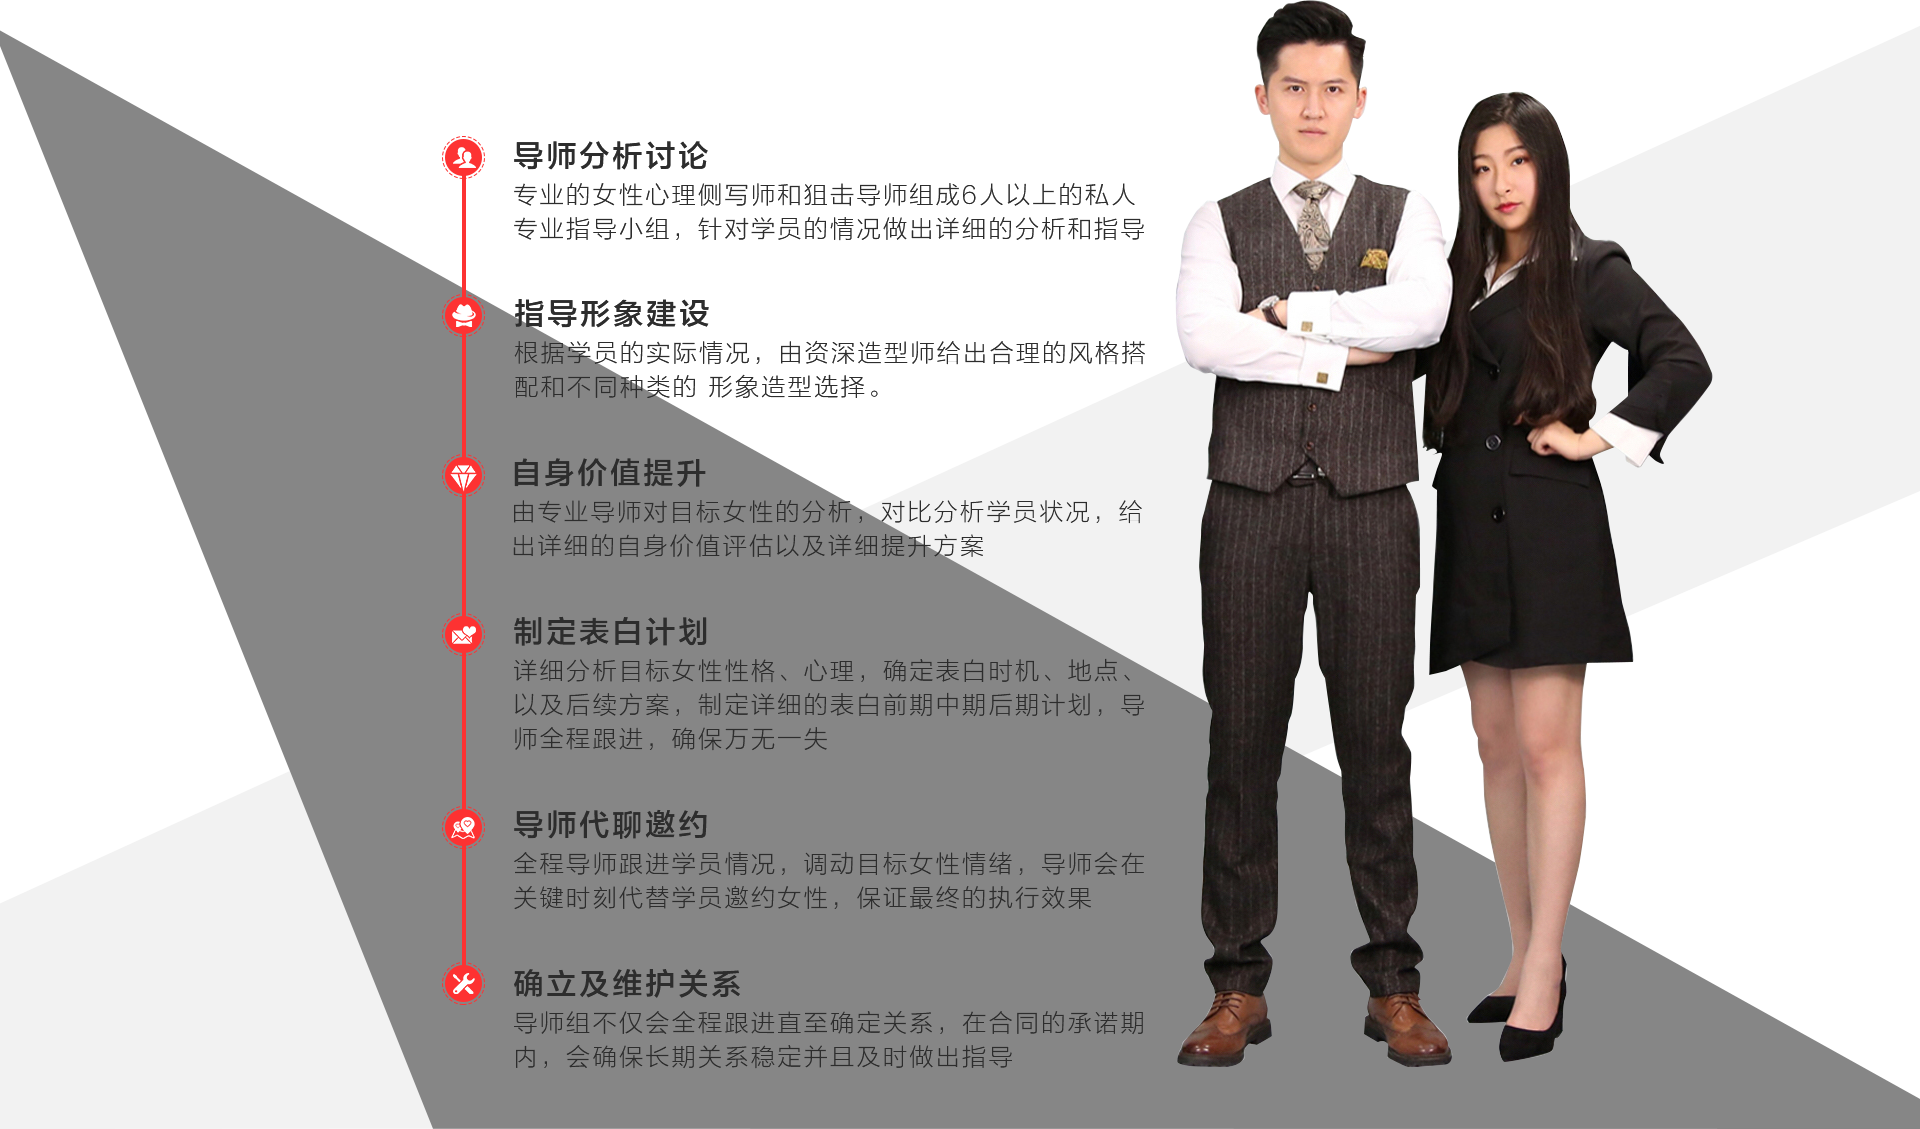 导师分析讨论
专业的女性心理侧写师和狙击导师组成6人以上的私人
专业指导小组，针对学员的情况做出详细的分析和指导
指导形象建设
根据学员的实际情况，由资深造型师给出合理的风格搭
配和不同种类的 形象造型选择。
自身价值提升
由专业导师对目标女性的分析，对比分析学员状况，给
出详细的自身价值评估以及详细提升方案
制定表白计划
详细分析目标女性性格、心理，确定表白时机、地点、
以及后续方案，制定详细的表白前期中期后期计划，导
师全程跟进，确保万无一失
导师代聊邀约
全程导师跟进学员情况，调动目标女性情绪，导师会在
关键时刻代替学员邀约女性，保证最终的执行效果
确立及维护关系
导师组不仅会全程跟进直至确定关系，在合同的承诺期
内，会确保长期关系稳定并且及时做出指导